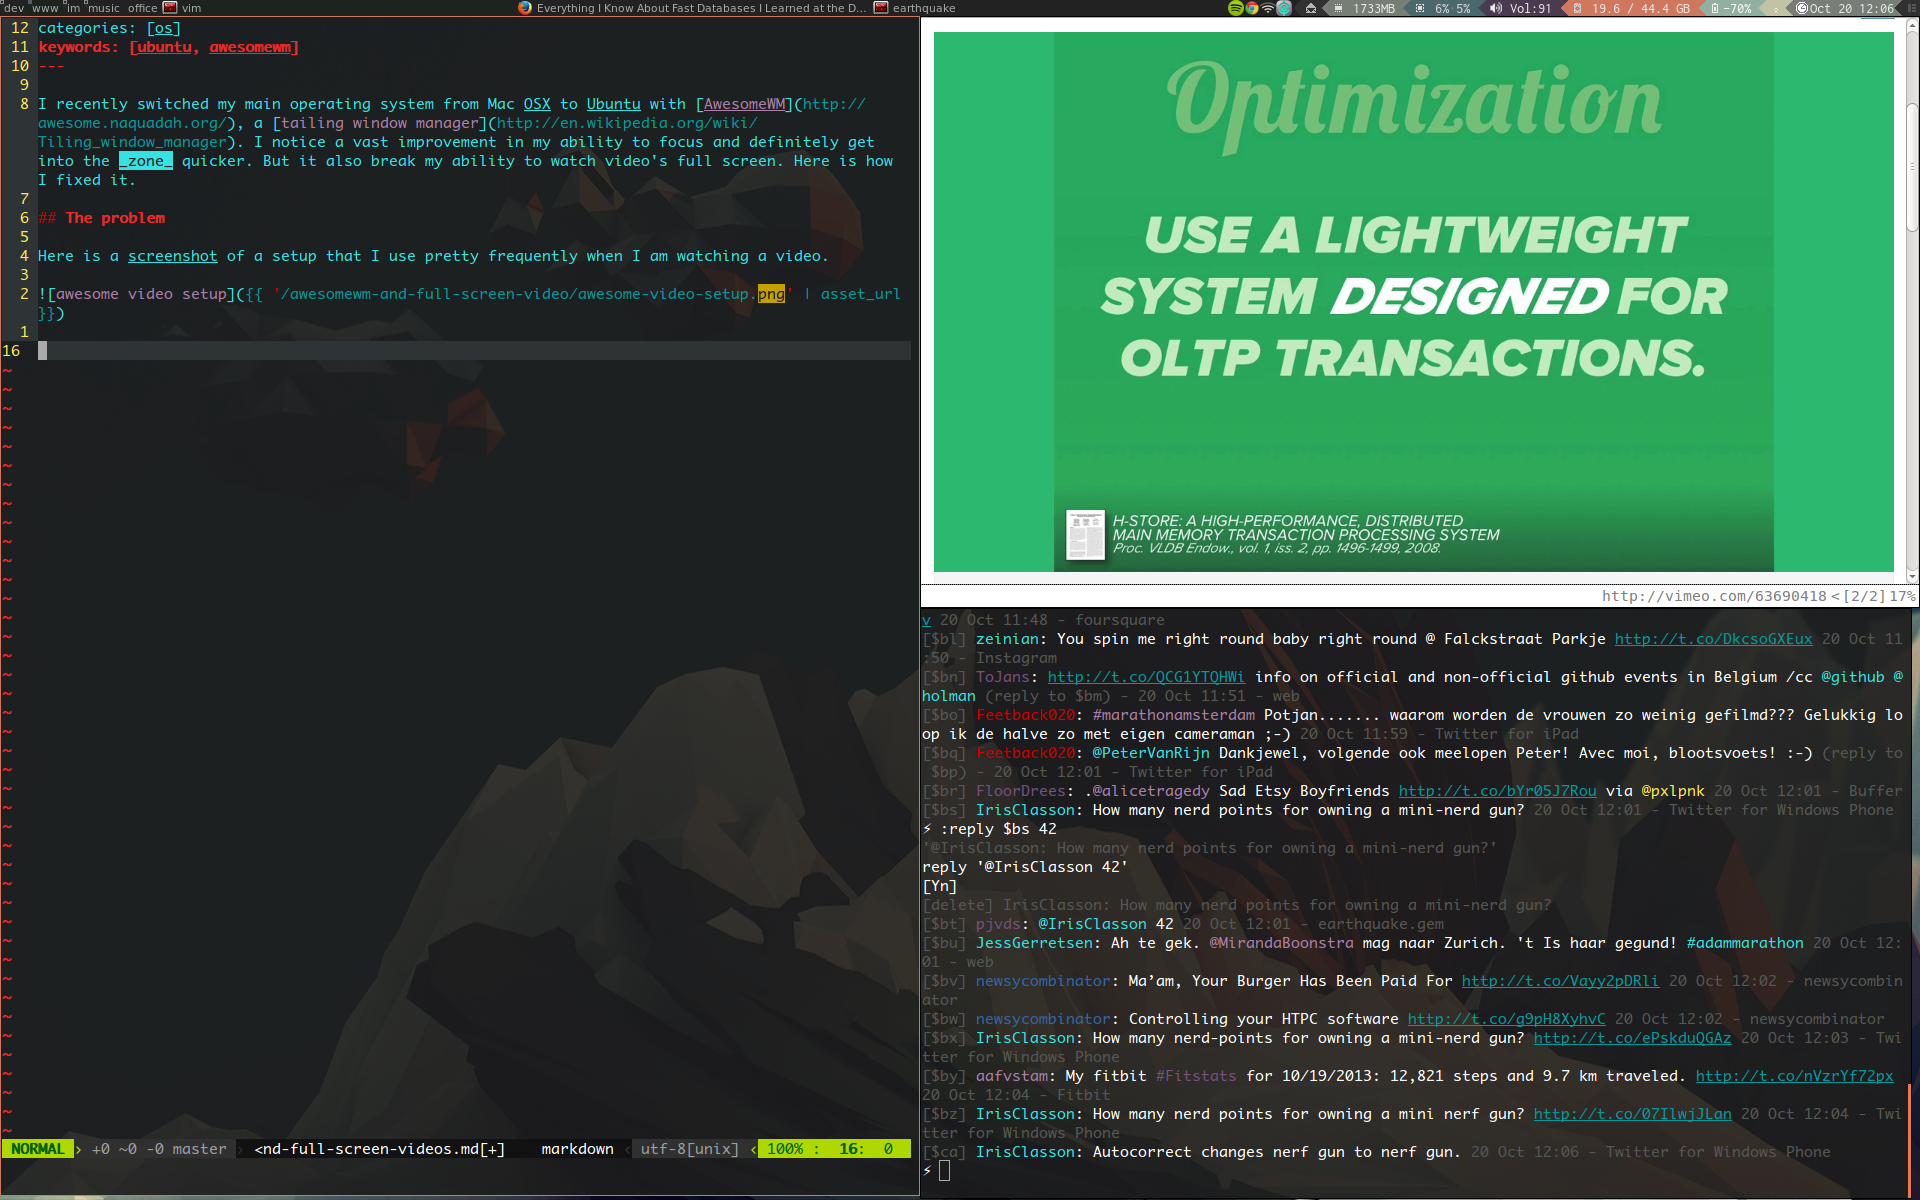 dev www im music office vim
Everything I Know About Fast Databases I Learned at the D... earthquake
1733MB 6% 5% Vol:91 19.6 / 44.4 GB -70% Oct 20 12:06
12 categories: [os]
11 keywords: [ubuntu, awesomewm]
10 ---
9
8 I recently switched my main operating system from Mac OSX to Ubuntu with [AwesomeWM](http://
awesome.naquadah.org/), a [tailing window manager](http://en.wikipedia.org/wiki/
Tiling_window_manager). I notice a vast improvement in my ability to focus and definitely get
into the _zone_ quicker. But it also break my ability to watch video's full screen. Here is how
I fixed it.
7
6 ## The problem
5
4 Here is a screenshot of a setup that I use pretty frequently when I am watching a video.
3
2 ![awesome video setup]({{ '/awesomewm-and-full-screen-video/awesome-video-setup.png' | asset_url
}})
1
16
NORMAL +0 ~0 -0 master <nd-full-screen-videos.md[+] markdown utf-8[unix] 100% : 16: 0
Optimization
USE A LIGHTWEIGHT
SYSTEM DESIGNED FOR
OLTP TRANSACTIONS.
H-STORE: A HIGH-PERFORMANCE, DISTRIBUTED
MAIN MEMORY TRANSACTION PROCESSING SYSTEM
Proc. VLDB Endow., vol. 1, iss. 2, pp. 1496-1499, 2008.
http://vimeo.com/63690418 <[2/2] 17%
v 20 Oct 11:48 - foursquare
[$bl] zeinian: You spin me right round baby right round @ Falckstraat Parkje http://t.co/DkcsoGXEux 20 Oct 11
:50 - Instagram
[$bn] ToJans: http://t.co/QCG1YTQHWi info on official and non-official github events in Belgium /cc @github @
holman (reply to $bm) - 20 Oct 11:51 - web
[$bo] Feetback020: #marathonamsterdam Potjan....... waarom worden de vrouwen zo weinig gefilmd??? Gelukkig lo
op ik de halve zo met eigen cameraman ;-) 20 Oct 11:59 - Twitter for iPad
[$bq] Feetback020: @PeterVanRijn Dankjewel, volgende ook meelopen Peter! Avec moi, blootsvoets! :-) (reply to
$bp) - 20 Oct 12:01 - Twitter for iPad
[$br] FloorDrees: .@alicetragedy Sad Etsy Boyfriends http://t.co/bYr05J7Rou via @pxlpnk 20 Oct 12:01 - Buffer
[$bs] IrisClasson: How many nerd points for owning a mini-nerd gun? 20 Oct 12:01 - Twitter for Windows Phone
⚡ :reply $bs 42
'@IrisClasson: How many nerd points for owning a mini-nerd gun?'
reply '@IrisClasson 42'
[Yn]
[delete] IrisClasson: How many nerd points for owning a mini-nerd gun?
[$bt] pjvds: @IrisClasson 42 20 Oct 12:01 - earthquake.gem
[$bu] JessGerretsen: Ah te gek. @MirandaBoonstra mag naar Zurich. 't Is haar gegund! #adammarathon 20 Oct 12:
01 - web
[$bv] newsycombinator: Ma’am, Your Burger Has Been Paid For http://t.co/Vayy2pDRli 20 Oct 12:02 - newsycombin
ator
[$bw] newsycombinator: Controlling your HTPC software http://t.co/g9pH8XyhvC 20 Oct 12:02 - newsycombinator
[$bx] IrisClasson: How many nerd-points for owning a mini-nerd gun? http://t.co/ePskduQGAz 20 Oct 12:03 - Twi
tter for Windows Phone
[$by] aafvstam: My fitbit #Fitstats for 10/19/2013: 12,821 steps and 9.7 km traveled. http://t.co/nVzrYf72px
20 Oct 12:04 - Fitbit
[$bz] IrisClasson: How many nerd points for owning a mini nerf gun? http://t.co/07IlwjJLan 20 Oct 12:04 - Twi
tter for Windows Phone
[$ca] IrisClasson: Autocorrect changes nerf gun to nerf gun. 20 Oct 12:06 - Twitter for Windows Phone
⚡